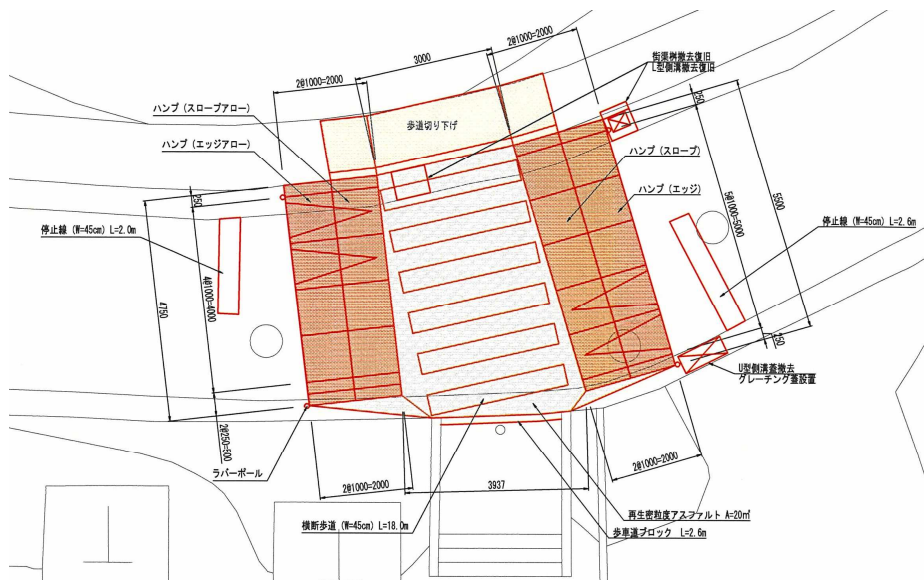 2@1000=2000
3000
2@1000=2000
街渠桝撤去復旧
L型側溝撤去復旧
ハンプ (スロープアロー)
歩道切り下げ
250
ハンプ (エッジアロー)
ハンプ (スロープ)
ハンプ (エッジ)
250
5@1000=5000
5500
停止線 (W=45cm) L=2.0m
停止線 (W=45cm) L=2.6m
4750
4@1000=4000
250
U型側溝蓋撤去
グレーチング蓋設置
2@250=600
ラバーポール
2@1000=2000
3937
2@1000=2000
横断歩道 (W=45cm) L=18.0m
再生密粒度アスファルト A=20㎡
歩車道ブロック L=2.6m